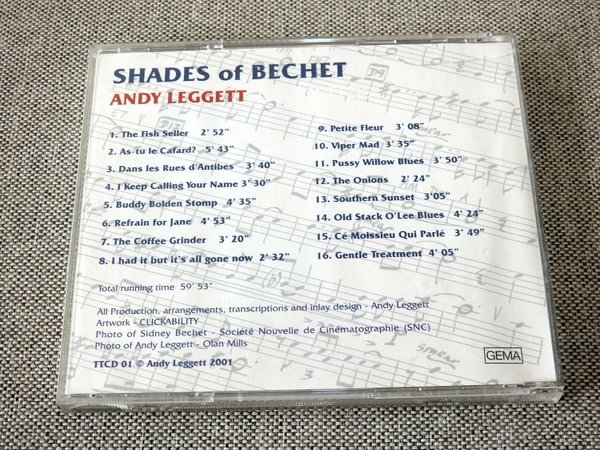 SHADES of BECHET
ANDY LEGGETT
1. The Fish Seller 2' 52"
2. As-tu le Cafard? 5' 43"
3. Dans les Rues d'Antibes 3' 40"
4. I Keep Calling Your Name 3' 30"
5. Buddy Bolden Stomp 4' 35"
6. Refrain for Jane 4' 53"
7. The Coffee Grinder 3' 20"
8. I had it but it's all gone now 2' 32"
9. Petite Fleur 3' 08"
10. Viper Mad 3' 35"
11. Pussy Willow Blues 3' 50"
12. The Onions 2' 24"
13. Southern Sunset 3'05"
14. Old Stack O'Lee Blues 4' 24"
15. Cé Moissieu Qui Parlé 3' 49"
16. Gentle Treatment 4' 05"
Total running time 59' 53"
All Production, arrangements, transcriptions and inlay design - Andy Leggett
Artwork - CLICKABILITY
Photo of Sidney Bechet - Société Nouvelle de Cinématographie (SNC)
Photo of Andy Leggett - Olan Mills
TTCD 01 © Andy Leggett 2001
GEMA